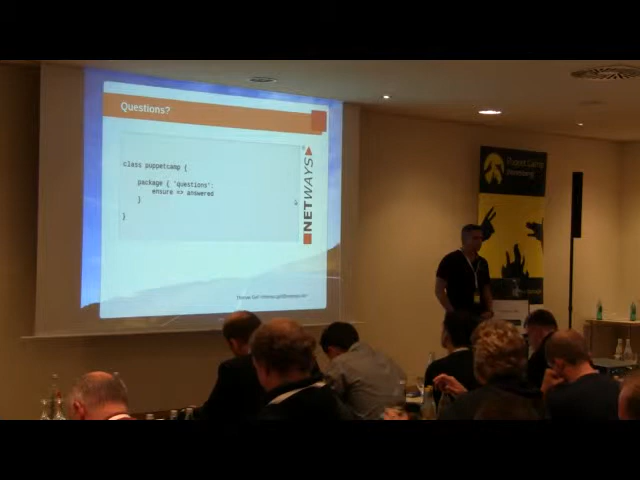 Questions?
class puppetcamp {
package { 'questions':
ensure => answered
}
}
NETWAYS
Puppet Camp